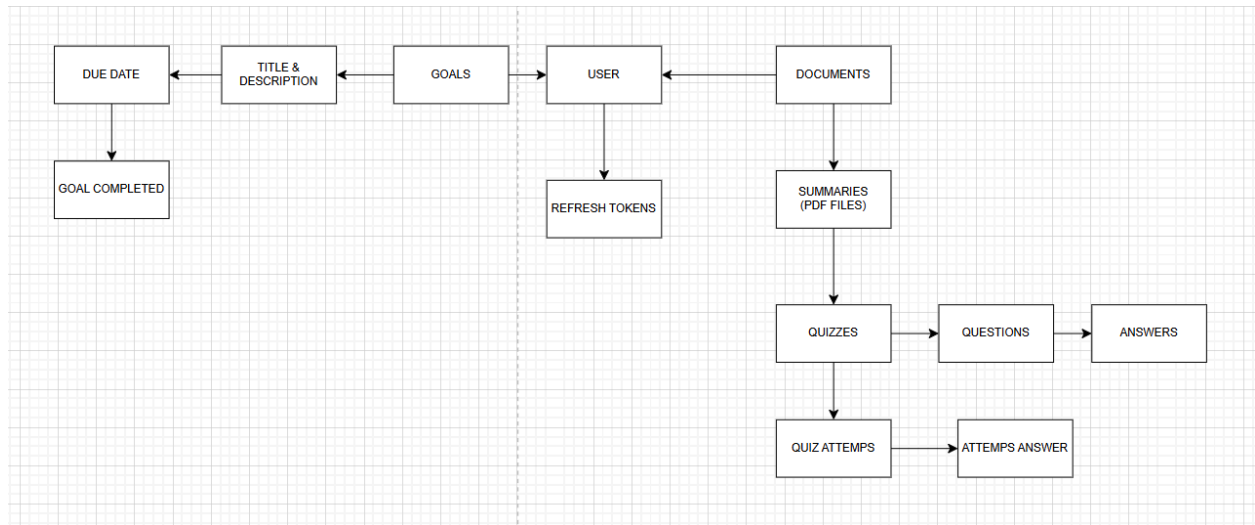 DUE DATE
TITLE &
DESCRIPTION
GOALS
USER
DOCUMENTS
GOAL COMPLETED
REFRESH TOKENS
SUMMARIES
(PDF FILES)
QUIZZES
QUESTIONS
ANSWERS
QUIZ ATTEMPS
ATTEMPS ANSWER